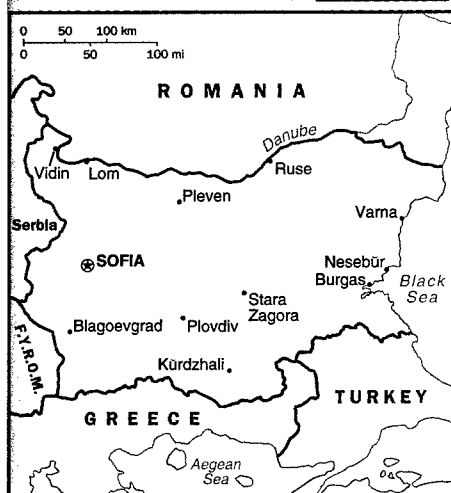 0 50 100 km
0 50 100 mi
ROMANIA
Danube
Vidin
Lom
Ruse
Pleven
Varna
Serbia
SOFIA
Nesebŭr
Burgas
Black
Sea
Stara
Zagora
Blagoevgrad
Plovdiv
F.Y.R.O.M.
Kŭrdzhali
TURKEY
GREECE
Aegean
Sea